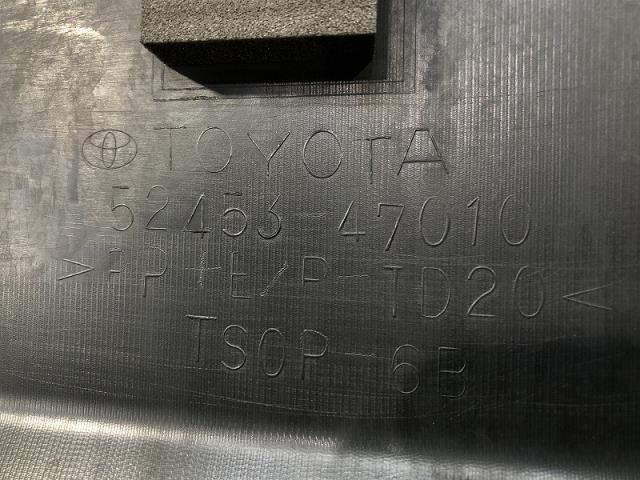 TOYOTA
52453-47010
>PP+E/P-TD20<
TSOP-6B